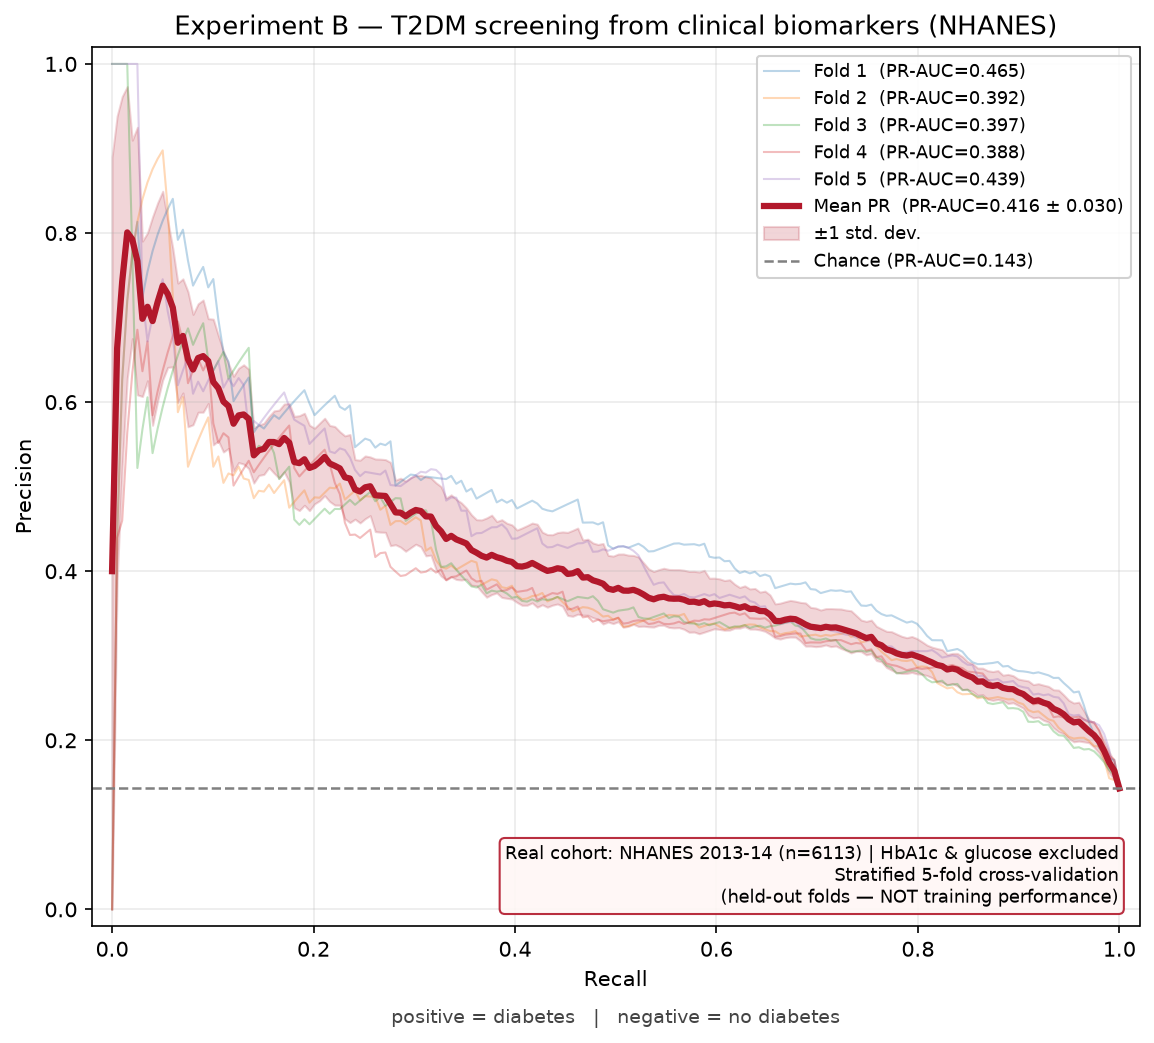 Experiment B — T2DM screening from clinical biomarkers (NHANES)
Fold 1 (PR-AUC=0.465)
Fold 2 (PR-AUC=0.392)
Fold 3 (PR-AUC=0.397)
Fold 4 (PR-AUC=0.388)
Fold 5 (PR-AUC=0.439)
Mean PR (PR-AUC=0.416 ± 0.030)
±1 std. dev.
Chance (PR-AUC=0.143)
Precision
1.0
0.8
0.6
0.4
0.2
0.0
Real cohort: NHANES 2013-14 (n=6113) | HbA1c & glucose excluded
Stratified 5-fold cross-validation
(held-out folds — NOT training performance)
0.0 0.2 0.4 0.6 0.8 1.0
Recall
positive = diabetes | negative = no diabetes